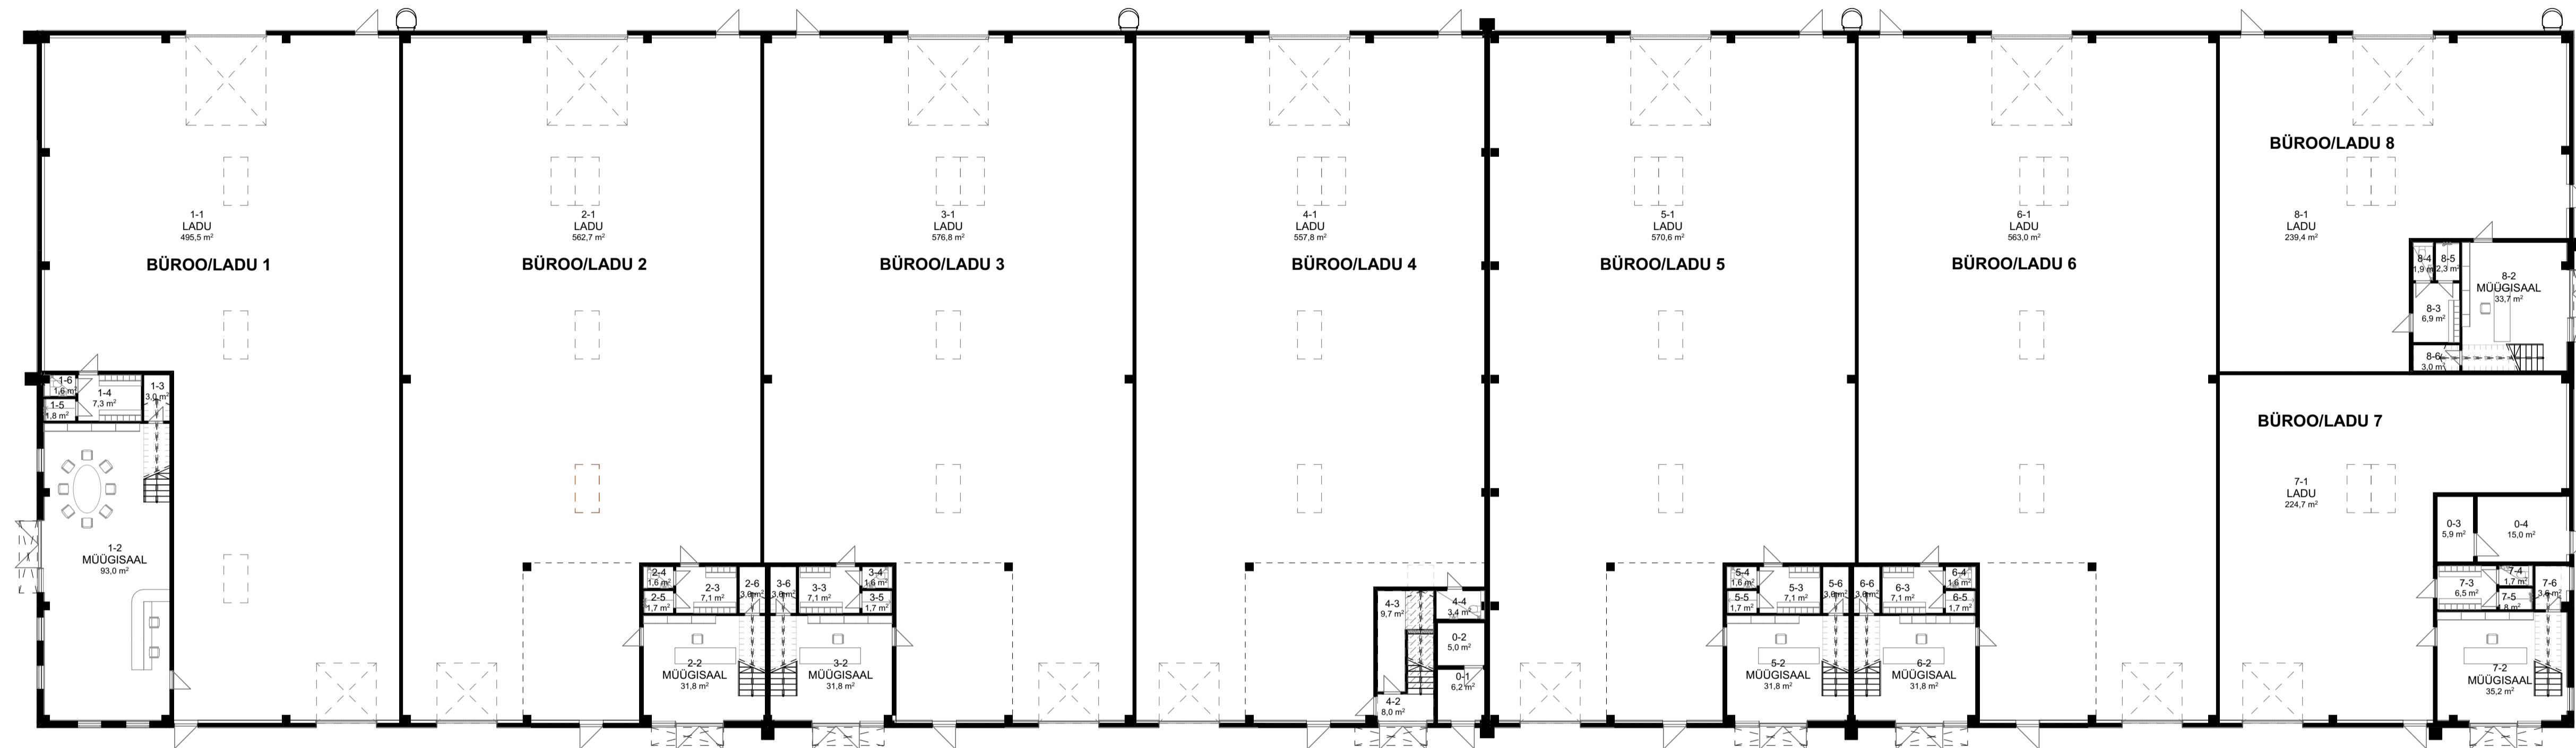 BÜROO/LADU 1
1-1
LADU
495,5 m²
1-6
1,6 m²
1-5
1,8 m²
1-4
7,3 m²
1-3
3,0 m²
1-2
MÜÜGISAAL
93,0 m²
BÜROO/LADU 2
2-1
LADU
562,7 m²
2-4
1,6 m²
2-5
1,7 m²
2-3
7,1 m²
2-6
2-2
MÜÜGISAAL
31,8 m²
BÜROO/LADU 3
3-1
LADU
576,8 m²
3-6
3-3
7,1 m²
3-4
1,6 m²
3-5
1,7 m²
3-2
MÜÜGISAAL
31,8 m²
BÜROO/LADU 4
4-1
LADU
557,8 m²
4-3
9,7 m²
4-4
3,4 m²
0-2
5,0 m²
0-1
6,2 m²
4-2
8,0 m²
BÜROO/LADU 5
5-1
LADU
570,6 m²
5-4
1,6 m²
5-5
1,7 m²
5-3
7,1 m²
5-6
5-2
MÜÜGISAAL
31,8 m²
BÜROO/LADU 6
6-1
LADU
563,0 m²
6-6
6-3
7,1 m²
6-4
1,6 m²
6-5
1,7 m²
6-2
MÜÜGISAAL
31,8 m²
BÜROO/LADU 8
8-1
LADU
239,4 m²
8-4
1,9 m²
8-5
2,3 m²
8-2
MÜÜGISAAL
33,7 m²
8-3
6,9 m²
8-6
3,0 m²
BÜROO/LADU 7
7-1
LADU
224,7 m²
0-3
5,9 m²
0-4
15,0 m²
7-3
6,5 m²
7-4
1,7 m²
7-5
7-6
7-2
MÜÜGISAAL
35,2 m²